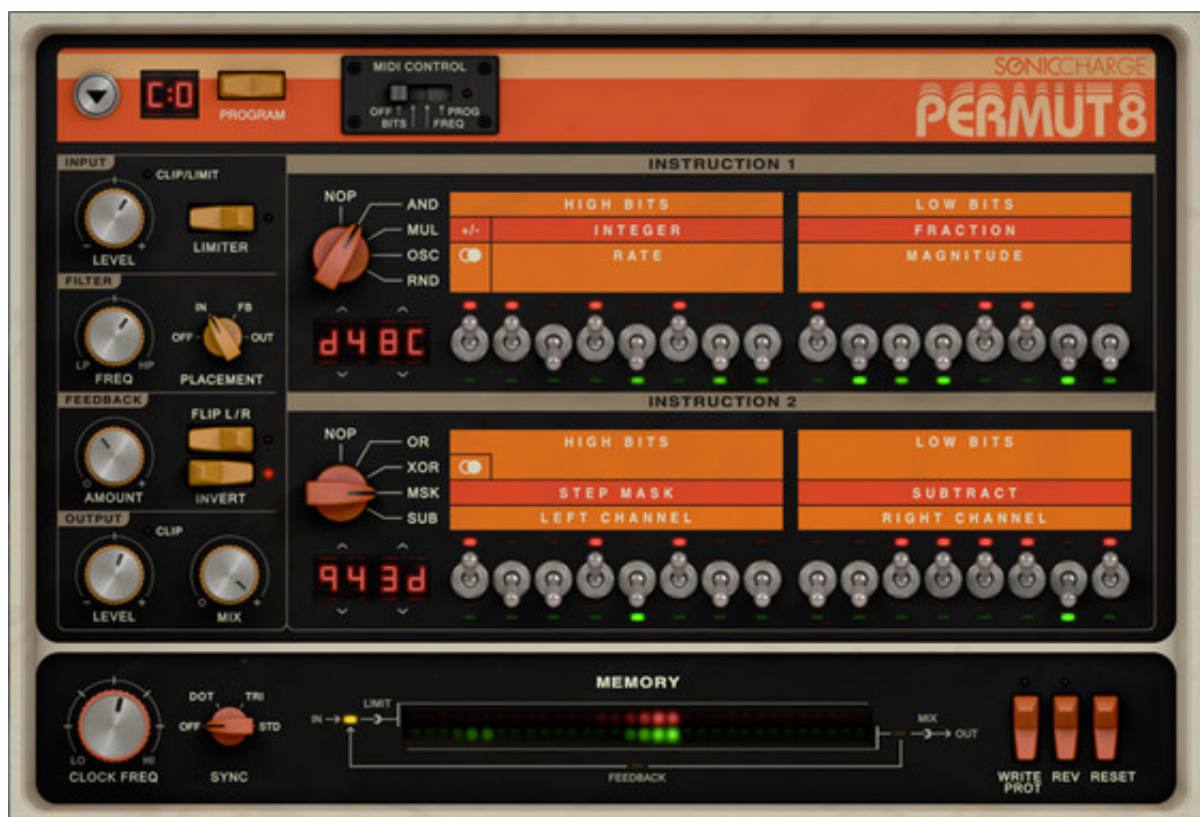 SONICCHARGE
PERMUT8
C:0
PROGRAM
MIDI CONTROL
OFF BITS FREQ PROG
INPUT
CLIP/LIMIT
LEVEL
- +
LIMITER
FILTER
FREQ
LP HP
OFF IN FB OUT
PLACEMENT
FEEDBACK
AMOUNT
O +
FLIP L/R
INVERT
OUTPUT
CLIP
LEVEL
- +
MIX
O +
INSTRUCTION 1
NOP
AND
MUL
OSC
RND
HIGH BITS
LOW BITS
+/- INTEGER
FRACTION
RATE
MAGNITUDE
d48C
INSTRUCTION 2
NOP
OR
XOR
MSK
SUB
HIGH BITS
LOW BITS
STEP MASK
SUBTRACT
LEFT CHANNEL
RIGHT CHANNEL
943d
LO HI
CLOCK FREQ
OFF DOT TRI STD
SYNC
MEMORY
IN
LIMIT
FEEDBACK
MIX
OUT
WRITE PROT
REV
RESET